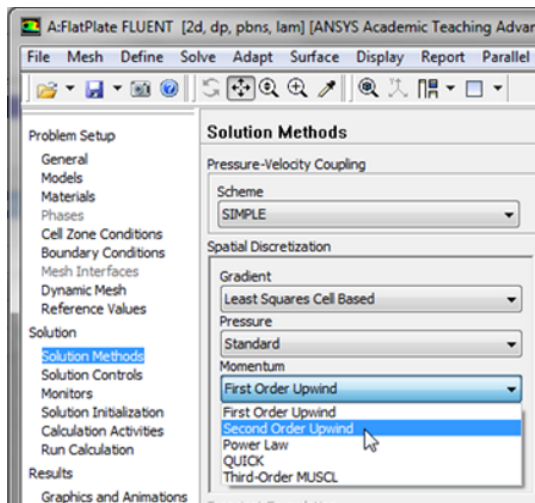 A:FlatPlate FLUENT [2d, dp, pbns, lam] [ANSYS Academic Teaching Advan
File Mesh Define Solve Adapt Surface Display Report Parallel
Problem Setup
General
Models
Materials
Phases
Cell Zone Conditions
Boundary Conditions
Mesh Interfaces
Dynamic Mesh
Reference Values
Solution
Solution Methods
Solution Controls
Monitors
Solution Initialization
Calculation Activities
Run Calculation
Results
Graphics and Animations
Solution Methods
Pressure-Velocity Coupling
Scheme
SIMPLE
Spatial Discretization
Gradient
Least Squares Cell Based
Pressure
Standard
Momentum
First Order Upwind
First Order Upwind
Second Order Upwind
Power Law
QUICK
Third-Order MUSCL